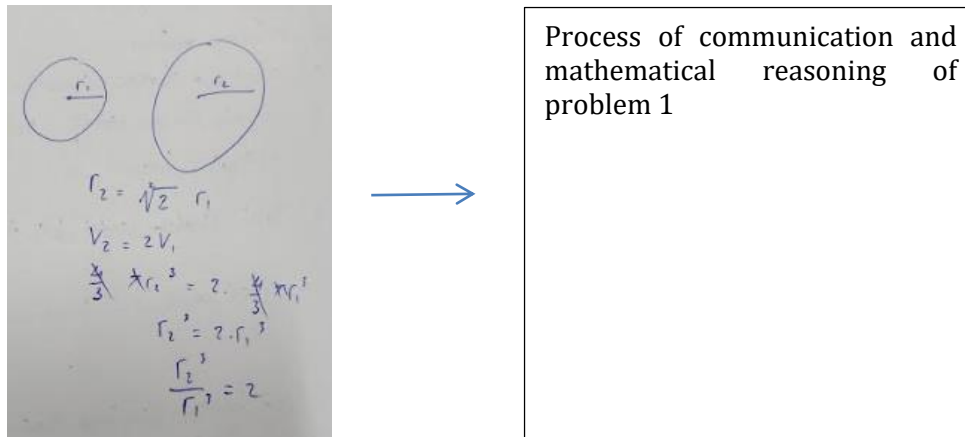 r₁
r₂
r₂ = ∛2 r₁
V₂ = 2V₁
4/3 πr₂³ = 2 · 4/3 πr₁³
r₂³ = 2 · r₁³
r₂³/r₁³ = 2
Process of communication and
mathematical reasoning of
problem 1